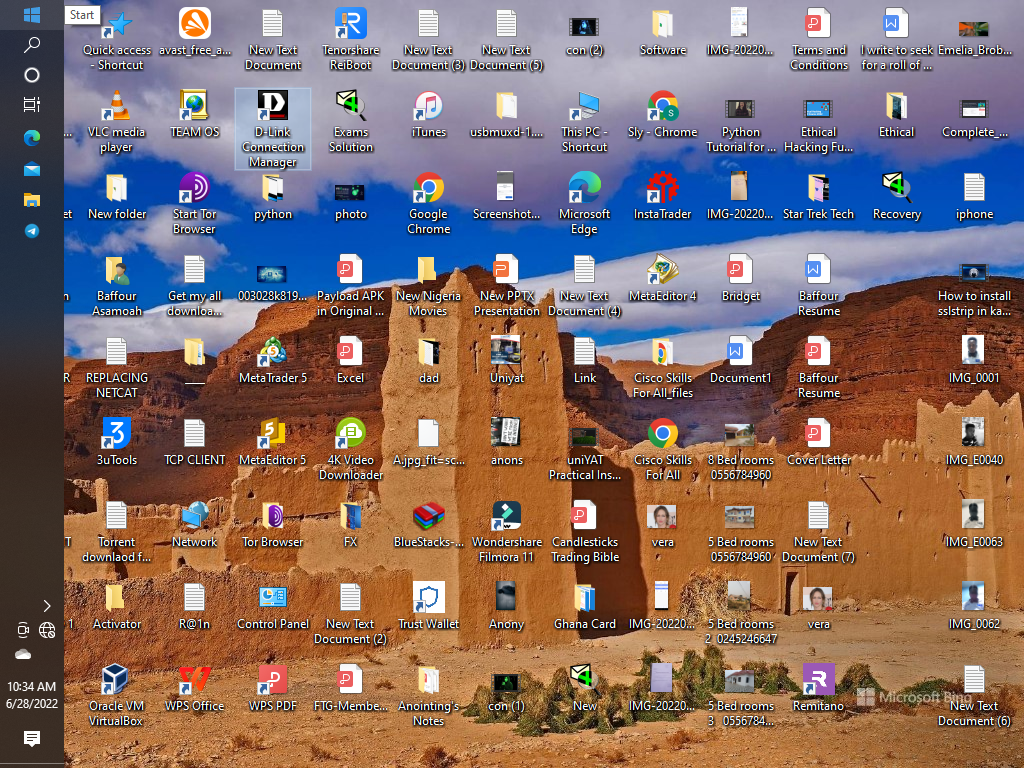 Start
Quick access
- Shortcut
avast_free_a...
New Text
Document
Tenorshare
ReiBoot
New Text
Document (3)
New Text
Document (5)
con (2)
Software
IMG-20220...
Terms and
Conditions
I write to seek
for a roll of ...
Emelia_Brob...
...
VLC media
player
TEAM OS
D-Link
Connection
Manager
Exams
Solution
iTunes
usbmuxd-1....
This PC -
Shortcut
Sly - Chrome
Python
Tutorial for ...
Ethical
Hacking Fu...
Ethical
Complete_...
et
New folder
Start Tor
Browser
python
photo
Google
Chrome
Screenshot...
Microsoft
Edge
InstaTrader
IMG-20220...
Star Trek Tech
Recovery
iphone
n
Baffour
Asamoah
Get my all
downloa...
003028k819...
Payload APK
in Original ...
New Nigeria
Movies
New PPTX
Presentation
New Text
Document (4)
MetaEditor 4
Bridget
Baffour
Resume
How to install
sslstrip in ka...
R
REPLACING
NETCAT
__
MetaTrader 5
Excel
dad
Uniyat
Link
Cisco Skills
For All_files
Document1
Baffour
Resume
IMG_0001
3uTools
TCP CLIENT
MetaEditor 5
4K Video
Downloader
A.jpg_fit=sc...
anons
uniYAT
Practical Ins...
Cisco Skills
For All
8 Bed rooms
0556784960
Cover Letter
IMG_E0040
T
Torrent
downlaod f...
Network
Tor Browser
FX
BlueStacks-...
Wondershare
Filmora 11
Candlesticks
Trading Bible
vera
5 Bed rooms
0556784960
New Text
Document (7)
IMG_E0063
1
Activator
R@1n
Control Panel
New Text
Document (2)
Trust Wallet
Anony
Ghana Card
IMG-20220...
5 Bed rooms
2_0245246647
vera
IMG_0062
Oracle VM
VirtualBox
WPS Office
WPS PDF
FTG-Membe...
Anointing's
Notes
con (1)
New
IMG-20220...
5 Bed rooms
3_0556784...
Remitano
New Text
Document (6)
Microsoft Bing
10:34 AM
6/28/2022